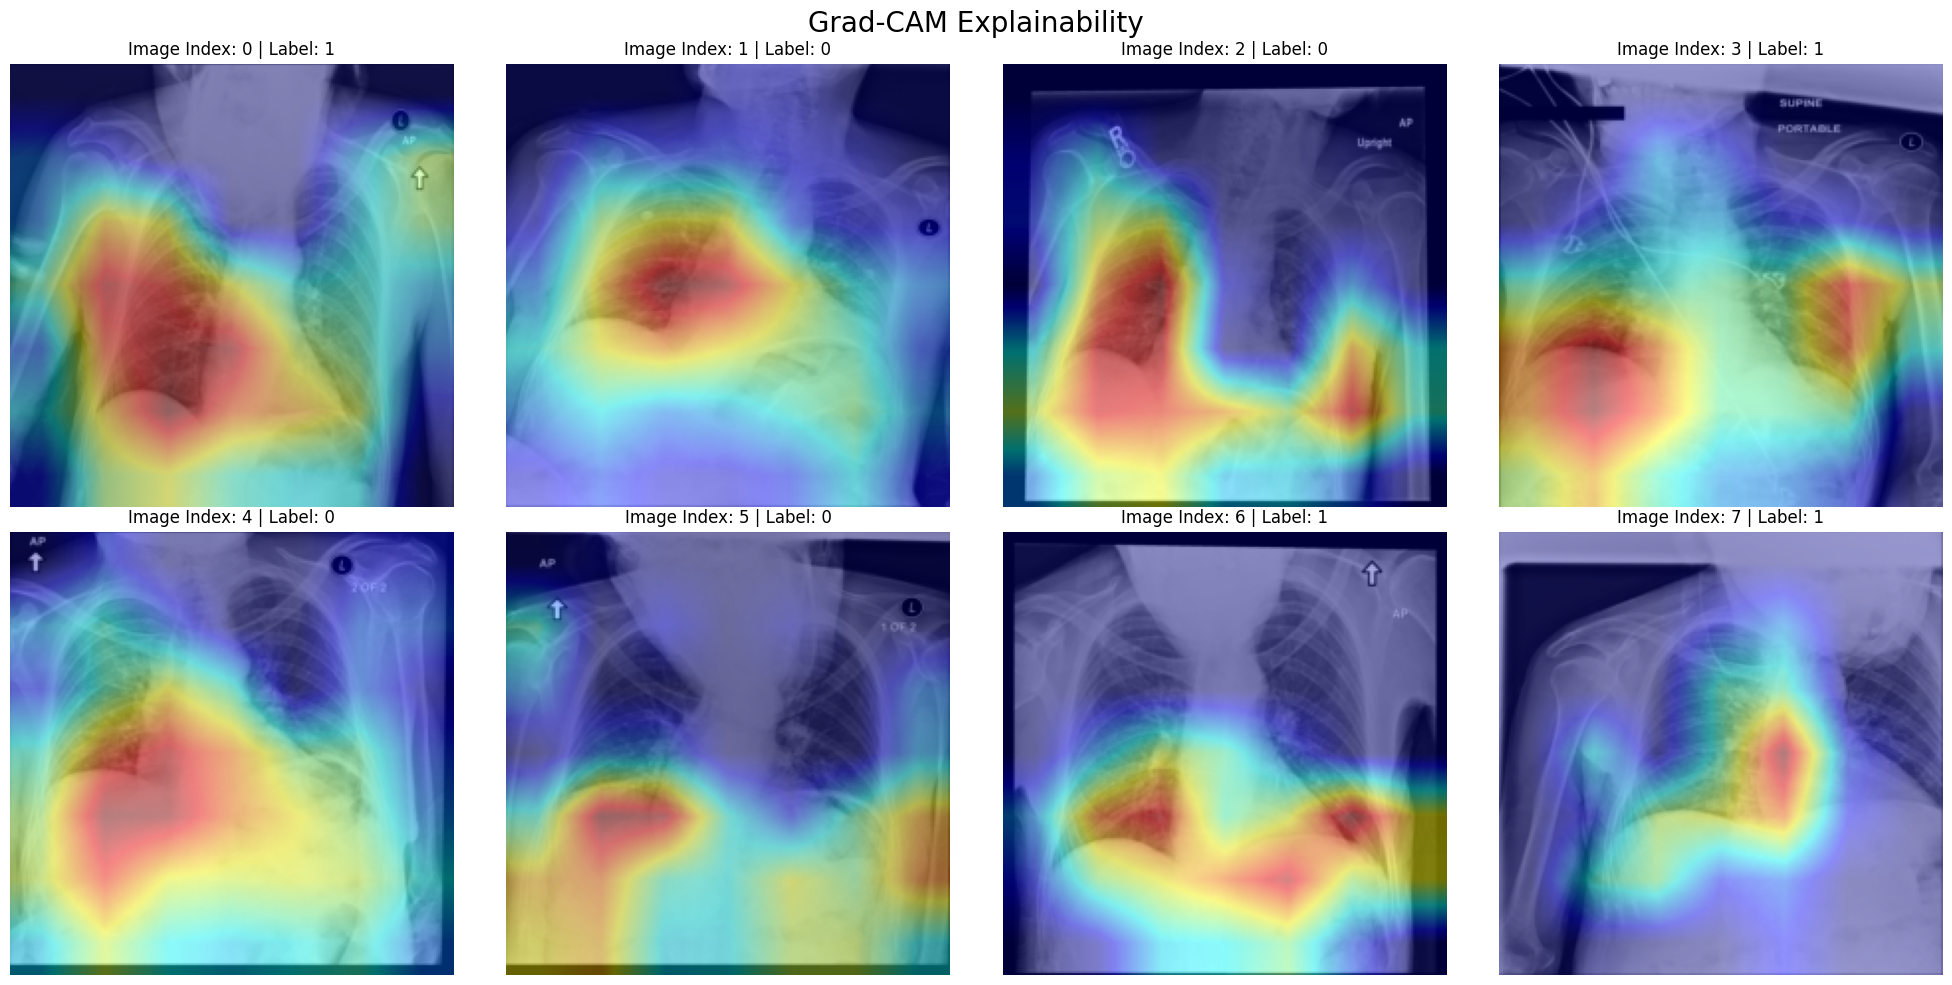 Grad-CAM Explainability
Image Index: 0 | Label: 1
Image Index: 1 | Label: 0
Image Index: 2 | Label: 0
Image Index: 3 | Label: 1
L
AP
L
R
AP
Upright
SUPINE
PORTABLE
L
Image Index: 4 | Label: 0
Image Index: 5 | Label: 0
Image Index: 6 | Label: 1
Image Index: 7 | Label: 1
AP
L
2 OF 2
AP
L
1 OF 2
AP